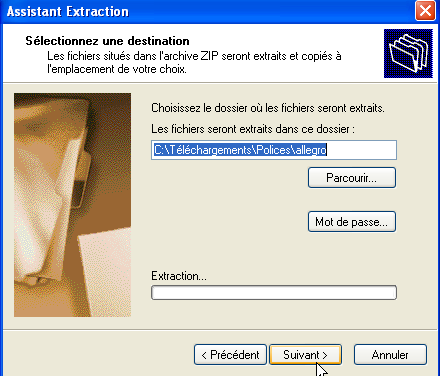 Assistant Extraction
Sélectionnez une destination
Les fichiers situés dans l'archive ZIP seront extraits et copiés à
l'emplacement de votre choix.
Choisissez le dossier où les fichiers seront extraits.
Les fichiers seront extraits dans ce dossier :
C:\Téléchargements\Polices\allegro
Parcourir...
Mot de passe...
Extraction...
< Précédent
Suivant >
Annuler